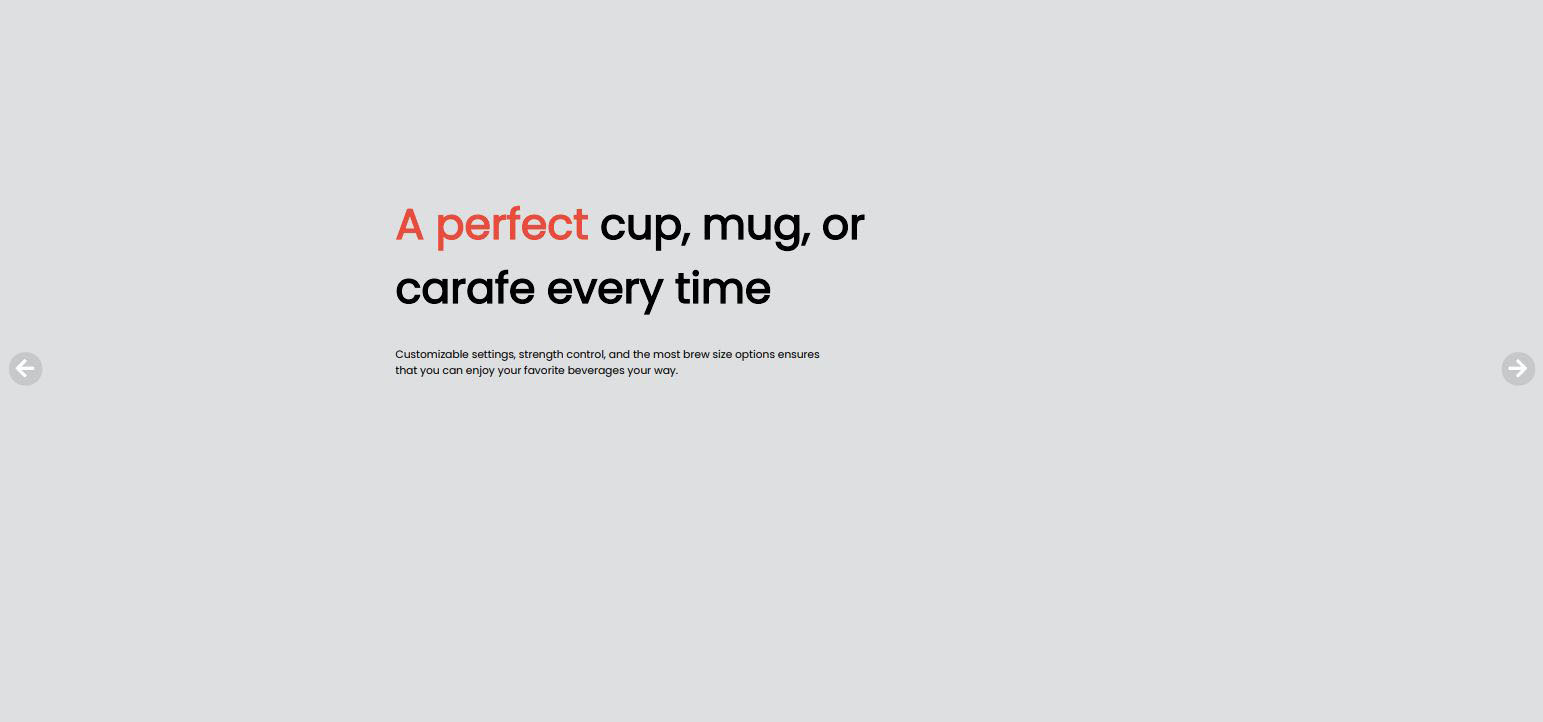 A perfect cup, mug, or
carafe every time
Customizable settings, strength control, and the most brew size options ensures
that you can enjoy your favorite beverages your way.